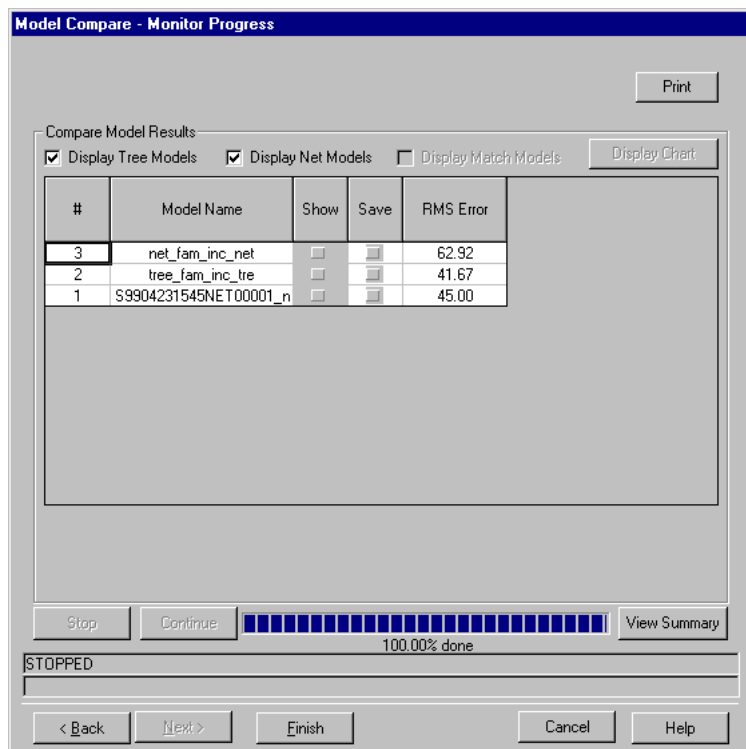 Model Compare - Monitor Progress
Print
Compare Model Results
Display Tree Models Display Net Models Display Match Models Display Chart
# Model Name Show Save RMS Error
3 net_fam_inc_net 62.92
2 tree_fam_inc_tre 41.67
1 S9904231545NET00001_n 45.00
Stop Continue View Summary
100.00% done
STOPPED
< Back Next > Finish Cancel Help